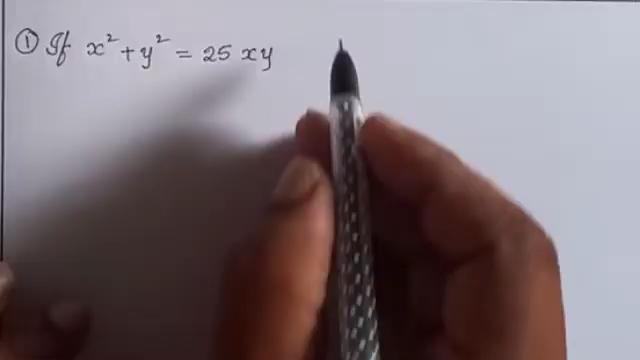 ① If x² + y² = 25 xy